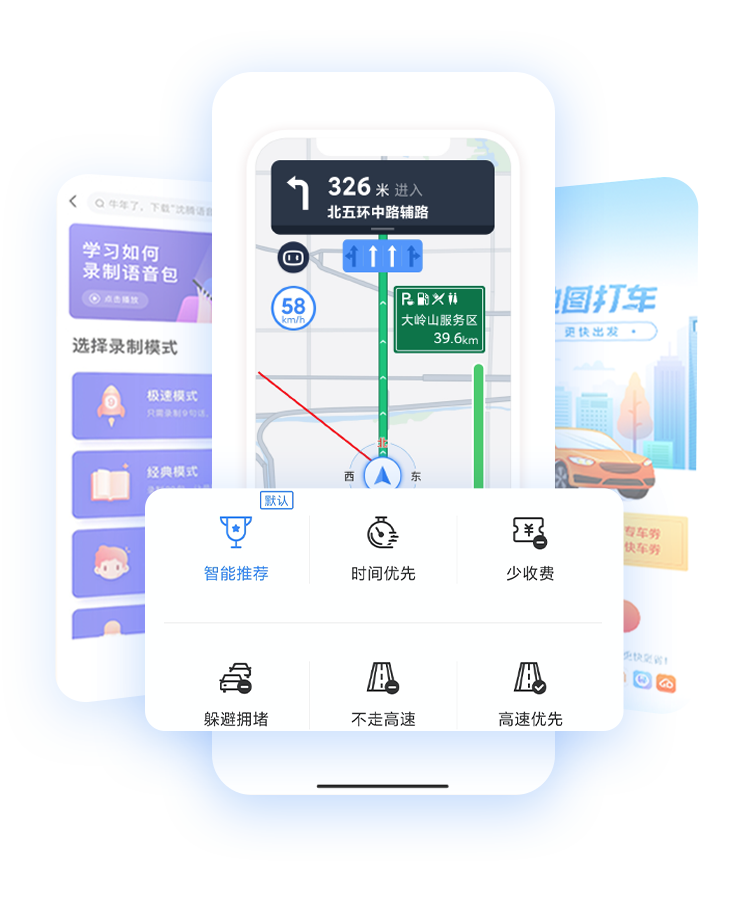 牛年了，下载“沈腾语音
学习如何
录制语音包
点击播放
选择录制模式
极速模式
只需录制9句话，
经典模式
326 米 进入
北五环中路辅路
58
km/h
P
大岭山服务区
39.6km
北
西
东
图打车
更快出发
专车券
快车券
默认
智能推荐
时间优先
少收费
躲避拥堵
不走高速
高速优先